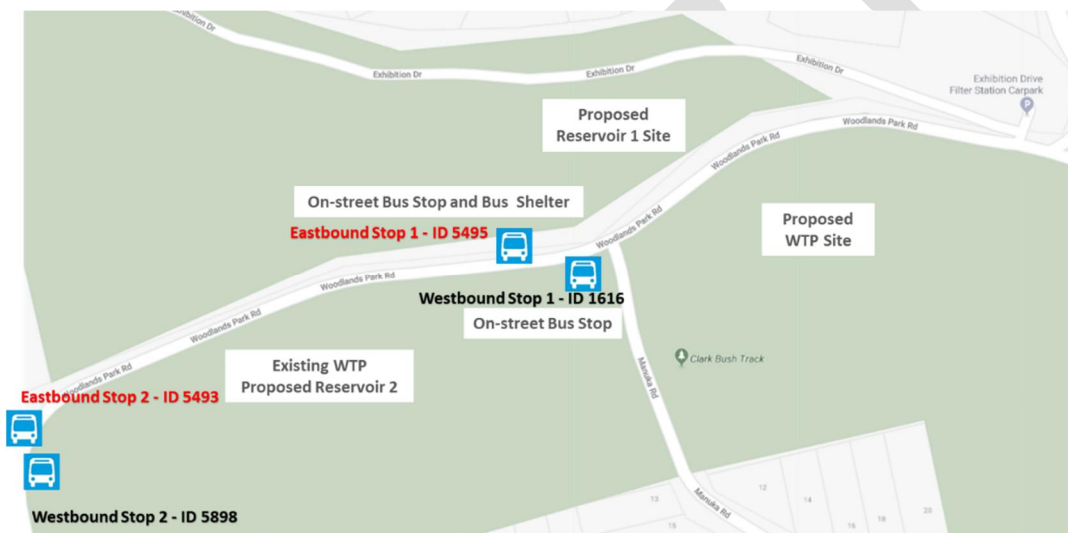 Exhibition Dr
Exhibition Dr
Exhibition Dr
Exhibition Dr
Exhibition Drive
Filter Station Carpark
P
Proposed
Reservoir 1 Site
Woodlands Park Rd
Woodlands Park Rd
On-street Bus Stop and Bus Shelter
Proposed
WTP Site
Eastbound Stop 1 - ID 5495
Woodlands Park Rd
Woodlands Park Rd
Westbound Stop 1 - ID 1616
On-street Bus Stop
Woodlands Park Rd
Existing WTP
Proposed Reservoir 2
Clark Bush Track
Manuka Rd
Woodlands Park Rd
Eastbound Stop 2 - ID 5493
Westbound Stop 2 - ID 5898
Manuka Rd
13
12
14
15
16
18
20